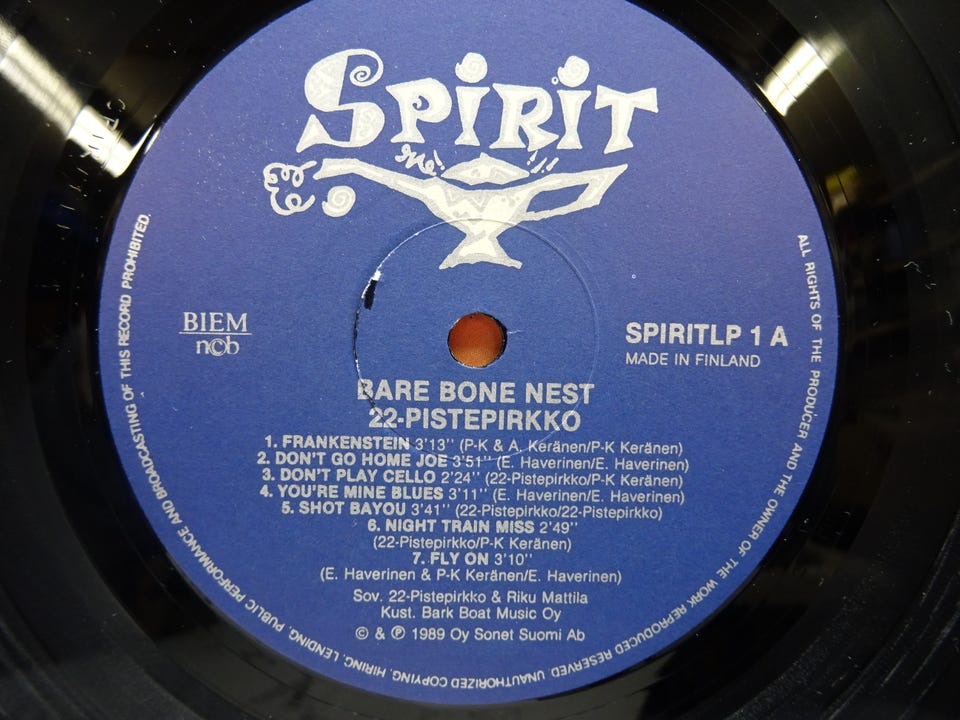 SPIRIT
BIEM
ncb
SPIRITLP 1 A
MADE IN FINLAND
BARE BONE NEST
22-PISTEPIRKKO
1. FRANKENSTEIN 3'13'' (P-K & A. Keränen/P-K Keränen)
2. DON'T GO HOME JOE 3'51'' (E. Haverinen/E. Haverinen)
3. DON'T PLAY CELLO 2'24'' (22-Pistepirkko/P-K Keränen)
4. YOU'RE MINE BLUES 3'11'' (E. Haverinen/E. Haverinen)
5. SHOT BAYOU 3'41'' (22-Pistepirkko/22-Pistepirkko)
6. NIGHT TRAIN MISS 2'49''
(22-Pistepirkko/P-K Keränen)
7. FLY ON 3'10''
(E. Haverinen & P-K Keränen/E. Haverinen)
Sov. 22-Pistepirkko & Riku Mattila
Kust. Bark Boat Music Oy
© & ℗ 1989 Oy Sonet Suomi Ab
ALL RIGHTS OF THE PRODUCER AND THE OWNER OF THE WORK REPRODUCED RESERVED. UNAUTHORIZED COPYING, HIRING, LENDING, PUBLIC PERFORMANCE AND BROADCASTING OF THIS RECORD PROHIBITED.